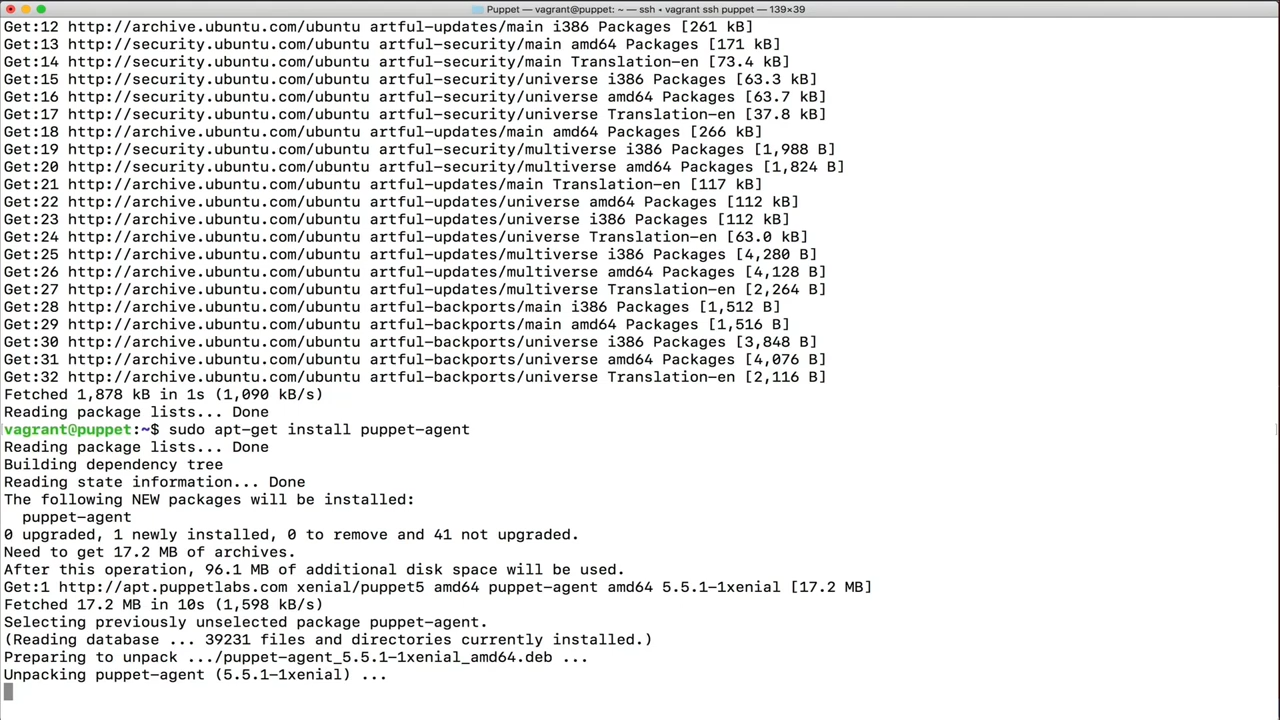 Puppet — vagrant@puppet: ~ — ssh • vagrant ssh puppet — 139×39
Get:12 http://archive.ubuntu.com/ubuntu artful-updates/main i386 Packages [261 kB]
Get:13 http://security.ubuntu.com/ubuntu artful-security/main amd64 Packages [171 kB]
Get:14 http://security.ubuntu.com/ubuntu artful-security/main Translation-en [73.4 kB]
Get:15 http://security.ubuntu.com/ubuntu artful-security/universe i386 Packages [63.3 kB]
Get:16 http://security.ubuntu.com/ubuntu artful-security/universe amd64 Packages [63.7 kB]
Get:17 http://security.ubuntu.com/ubuntu artful-security/universe Translation-en [37.8 kB]
Get:18 http://archive.ubuntu.com/ubuntu artful-updates/main amd64 Packages [266 kB]
Get:19 http://security.ubuntu.com/ubuntu artful-security/multiverse i386 Packages [1,988 B]
Get:20 http://security.ubuntu.com/ubuntu artful-security/multiverse amd64 Packages [1,824 B]
Get:21 http://archive.ubuntu.com/ubuntu artful-updates/main Translation-en [117 kB]
Get:22 http://archive.ubuntu.com/ubuntu artful-updates/universe amd64 Packages [112 kB]
Get:23 http://archive.ubuntu.com/ubuntu artful-updates/universe i386 Packages [112 kB]
Get:24 http://archive.ubuntu.com/ubuntu artful-updates/universe Translation-en [63.0 kB]
Get:25 http://archive.ubuntu.com/ubuntu artful-updates/multiverse i386 Packages [4,280 B]
Get:26 http://archive.ubuntu.com/ubuntu artful-updates/multiverse amd64 Packages [4,128 B]
Get:27 http://archive.ubuntu.com/ubuntu artful-updates/multiverse Translation-en [2,264 B]
Get:28 http://archive.ubuntu.com/ubuntu artful-backports/main i386 Packages [1,512 B]
Get:29 http://archive.ubuntu.com/ubuntu artful-backports/main amd64 Packages [1,516 B]
Get:30 http://archive.ubuntu.com/ubuntu artful-backports/universe i386 Packages [3,848 B]
Get:31 http://archive.ubuntu.com/ubuntu artful-backports/universe amd64 Packages [4,076 B]
Get:32 http://archive.ubuntu.com/ubuntu artful-backports/universe Translation-en [2,116 B]
Fetched 1,878 kB in 1s (1,090 kB/s)
Reading package lists... Done
vagrant@puppet:~$ sudo apt-get install puppet-agent
Reading package lists... Done
Building dependency tree
Reading state information... Done
The following NEW packages will be installed:
  puppet-agent
0 upgraded, 1 newly installed, 0 to remove and 41 not upgraded.
Need to get 17.2 MB of archives.
After this operation, 96.1 MB of additional disk space will be used.
Get:1 http://apt.puppetlabs.com xenial/puppet5 amd64 puppet-agent amd64 5.5.1-1xenial [17.2 MB]
Fetched 17.2 MB in 10s (1,598 kB/s)
Selecting previously unselected package puppet-agent.
(Reading database ... 39231 files and directories currently installed.)
Preparing to unpack .../puppet-agent_5.5.1-1xenial_amd64.deb ...
Unpacking puppet-agent (5.5.1-1xenial) ...